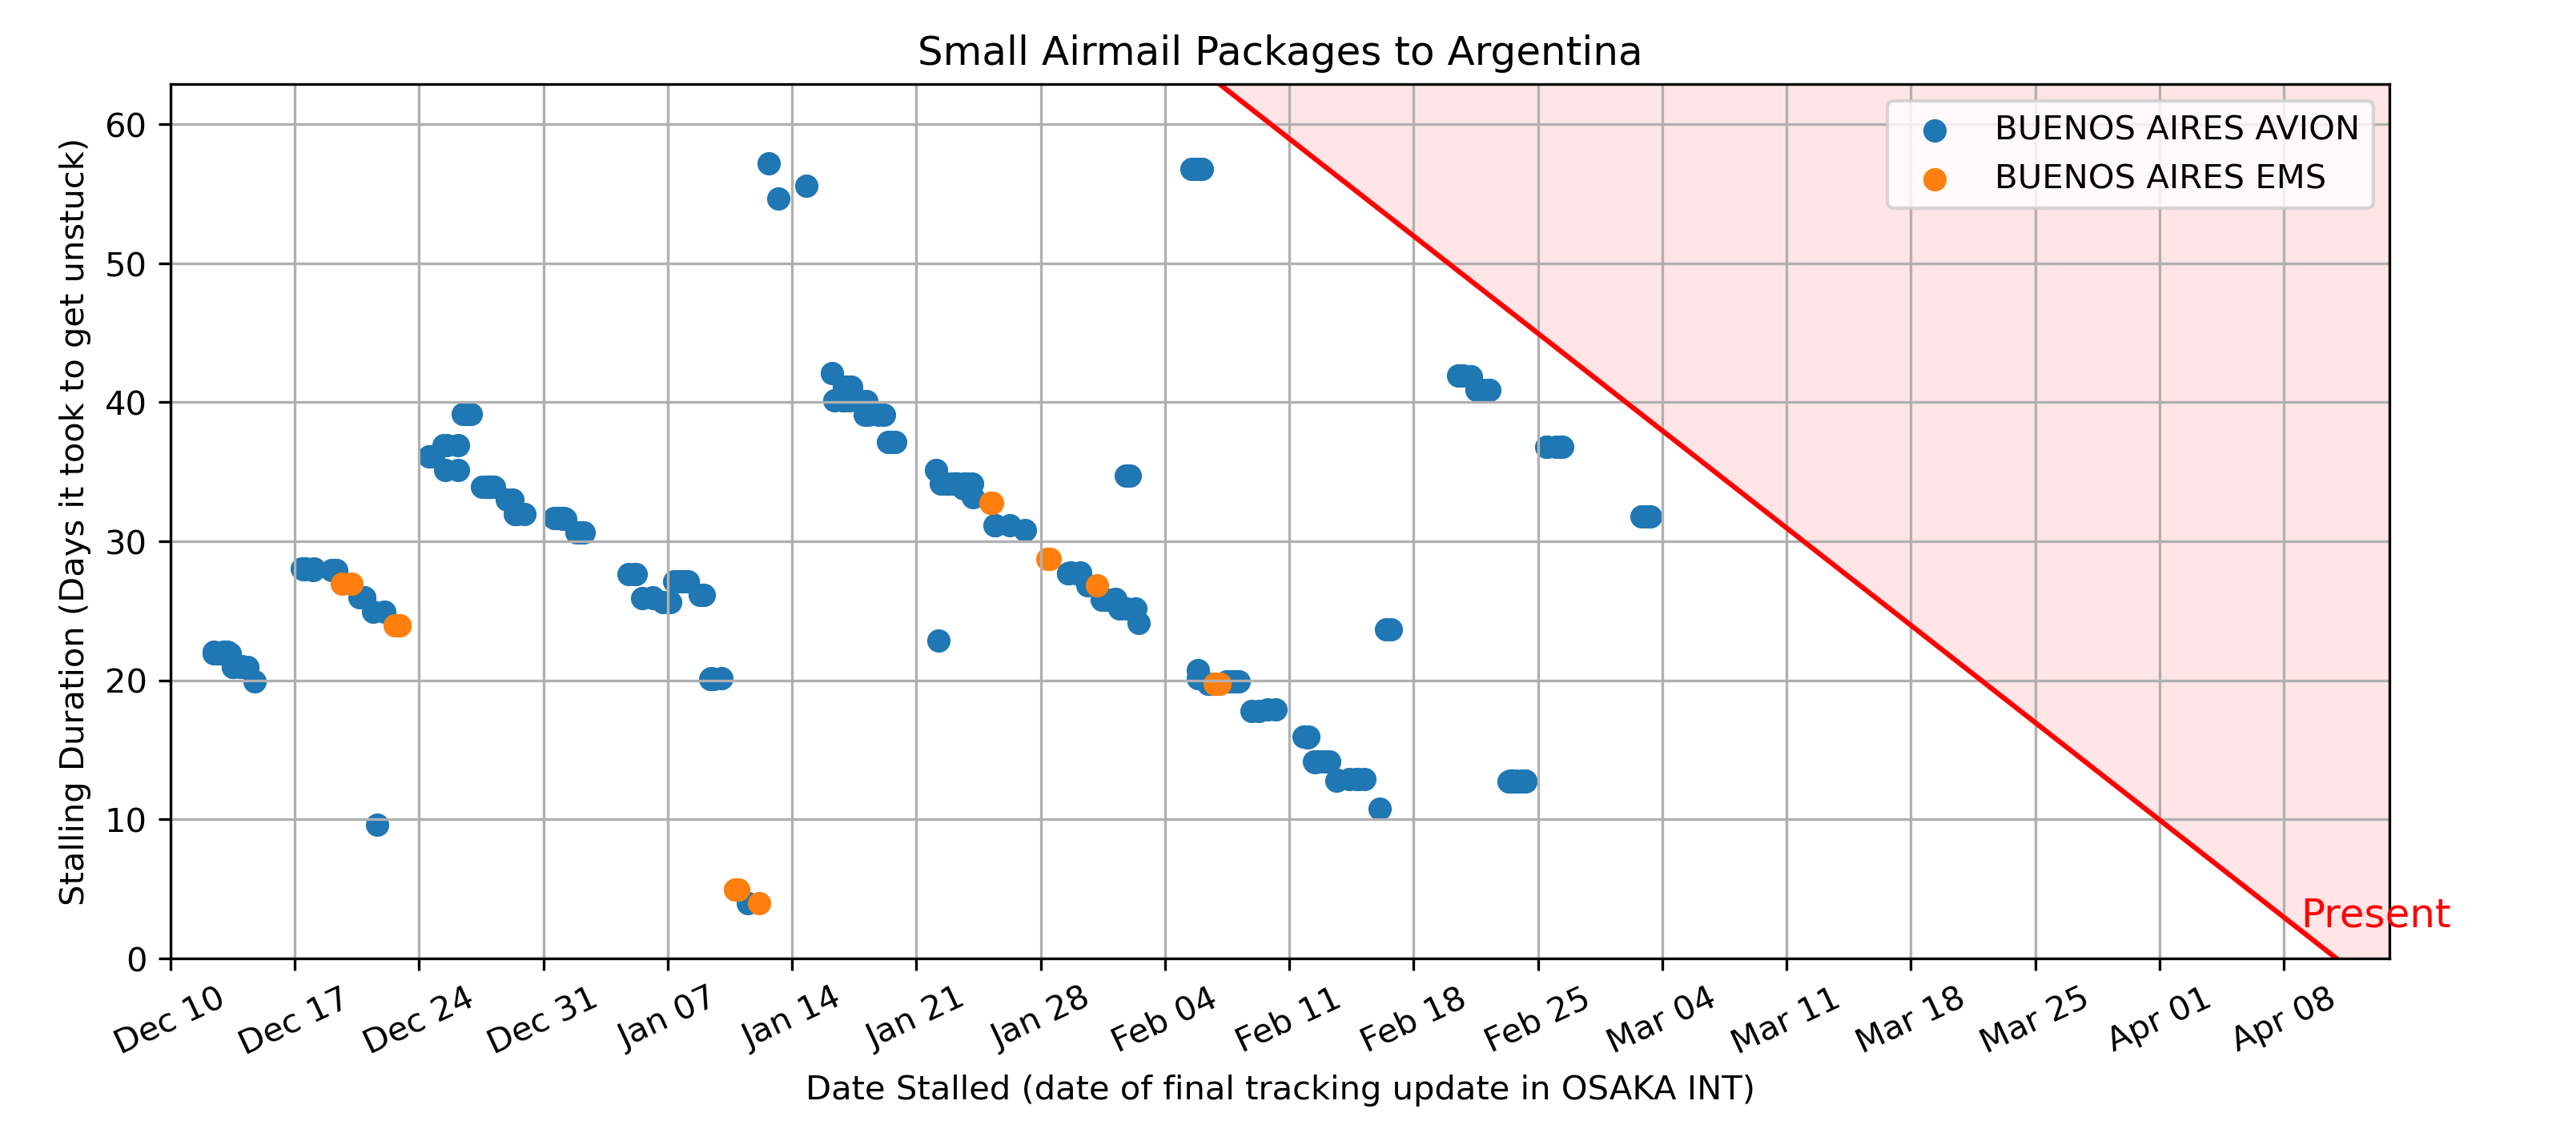 Small Airmail Packages to Argentina
Stalling Duration (Days it took to get unstuck)
60
50
40
30
20
10
0
BUENOS AIRES AVION
BUENOS AIRES EMS
Present
Dec 10
Dec 17
Dec 24
Dec 31
Jan 07
Jan 14
Jan 21
Jan 28
Feb 04
Feb 11
Feb 18
Feb 25
Mar 04
Mar 11
Mar 18
Mar 25
Apr 01
Apr 08
Date Stalled (date of final tracking update in OSAKA INT)